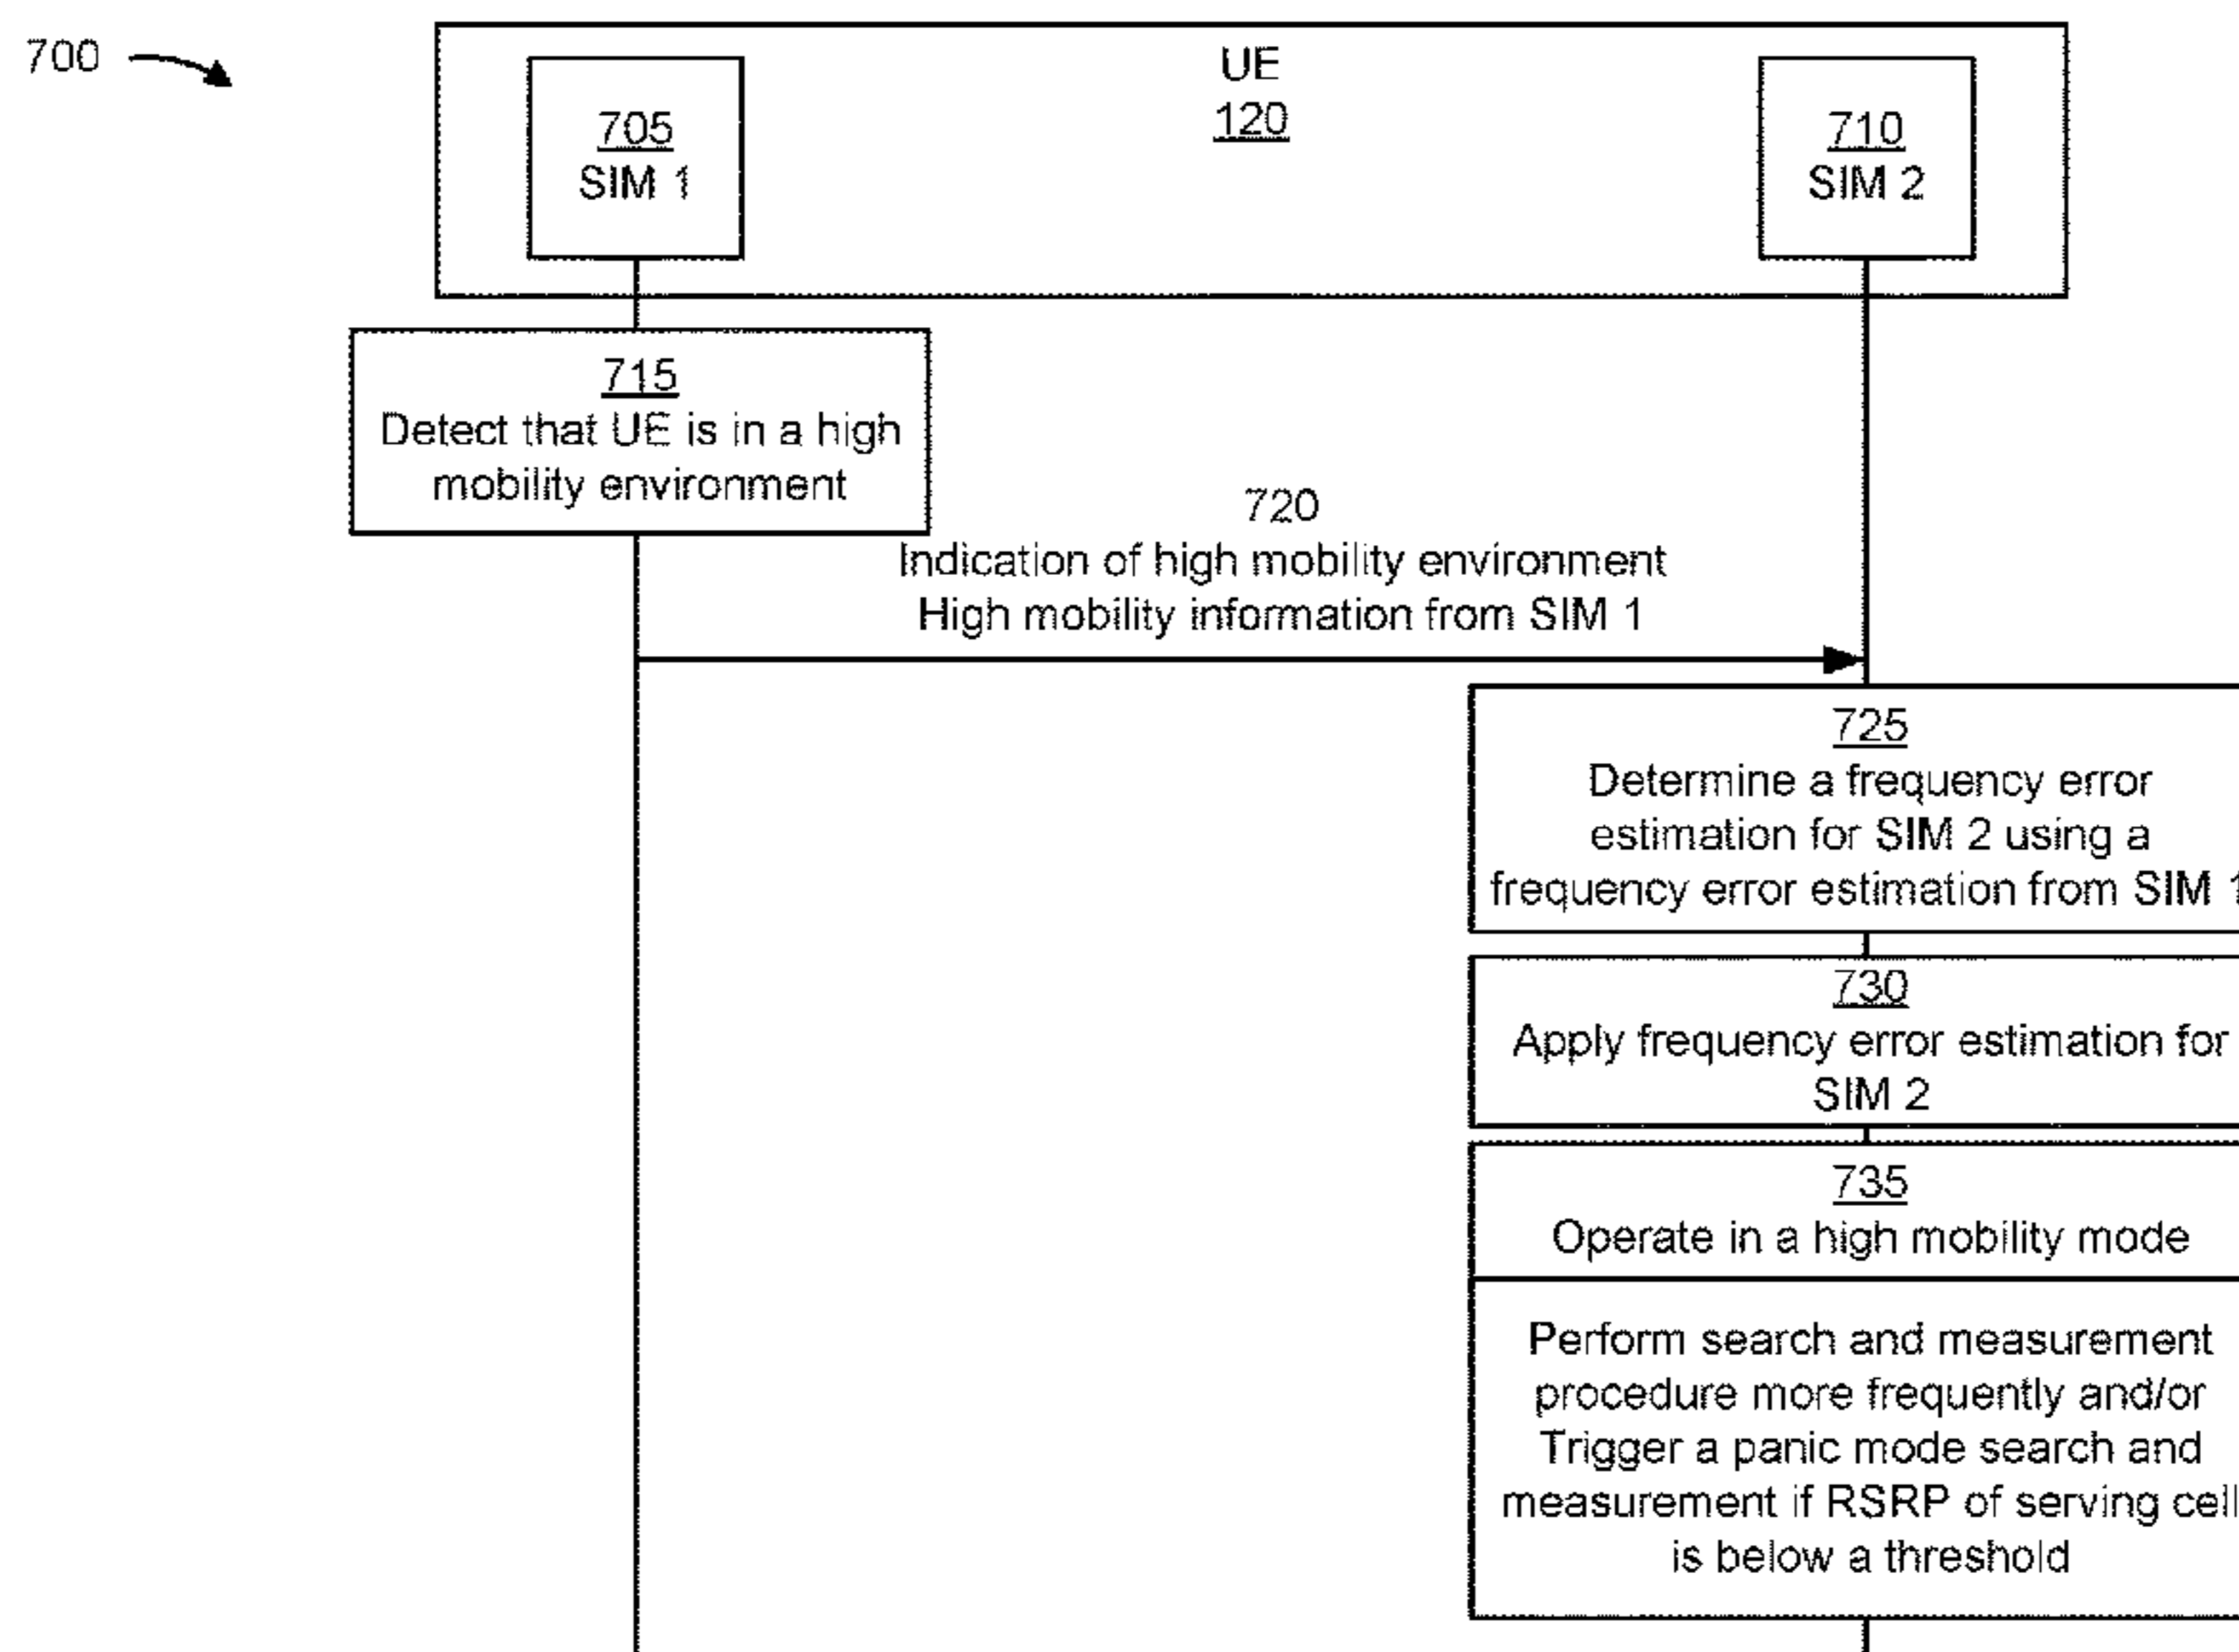 700
UE
120
705
SIM 1
710
SIM 2
715
Detect that UE is in a high
mobility environment
720
Indication of high mobility environment
High mobility information from SIM 1
725
Determine a frequency error
estimation for SIM 2 using a
frequency error estimation from SIM 1
730
Apply frequency error estimation for
SIM 2
735
Operate in a high mobility mode
Perform search and measurement
procedure more frequently and/or
Trigger a panic mode search and
measurement if RSRP of serving cell
is below a threshold